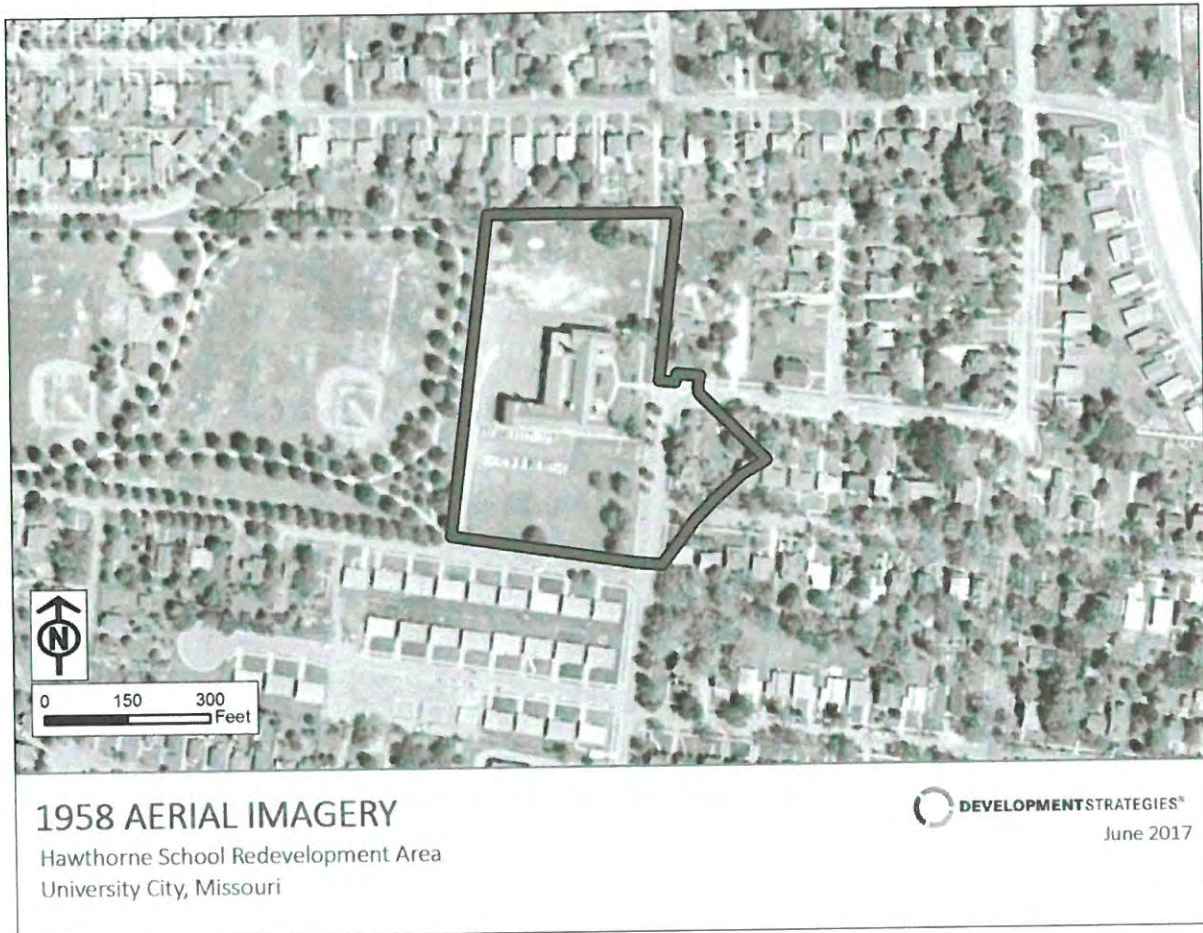 N
0 150 300
Feet
1958 AERIAL IMAGERY
Hawthorne School Redevelopment Area
University City, Missouri
DEVELOPMENTSTRATEGIES®
June 2017